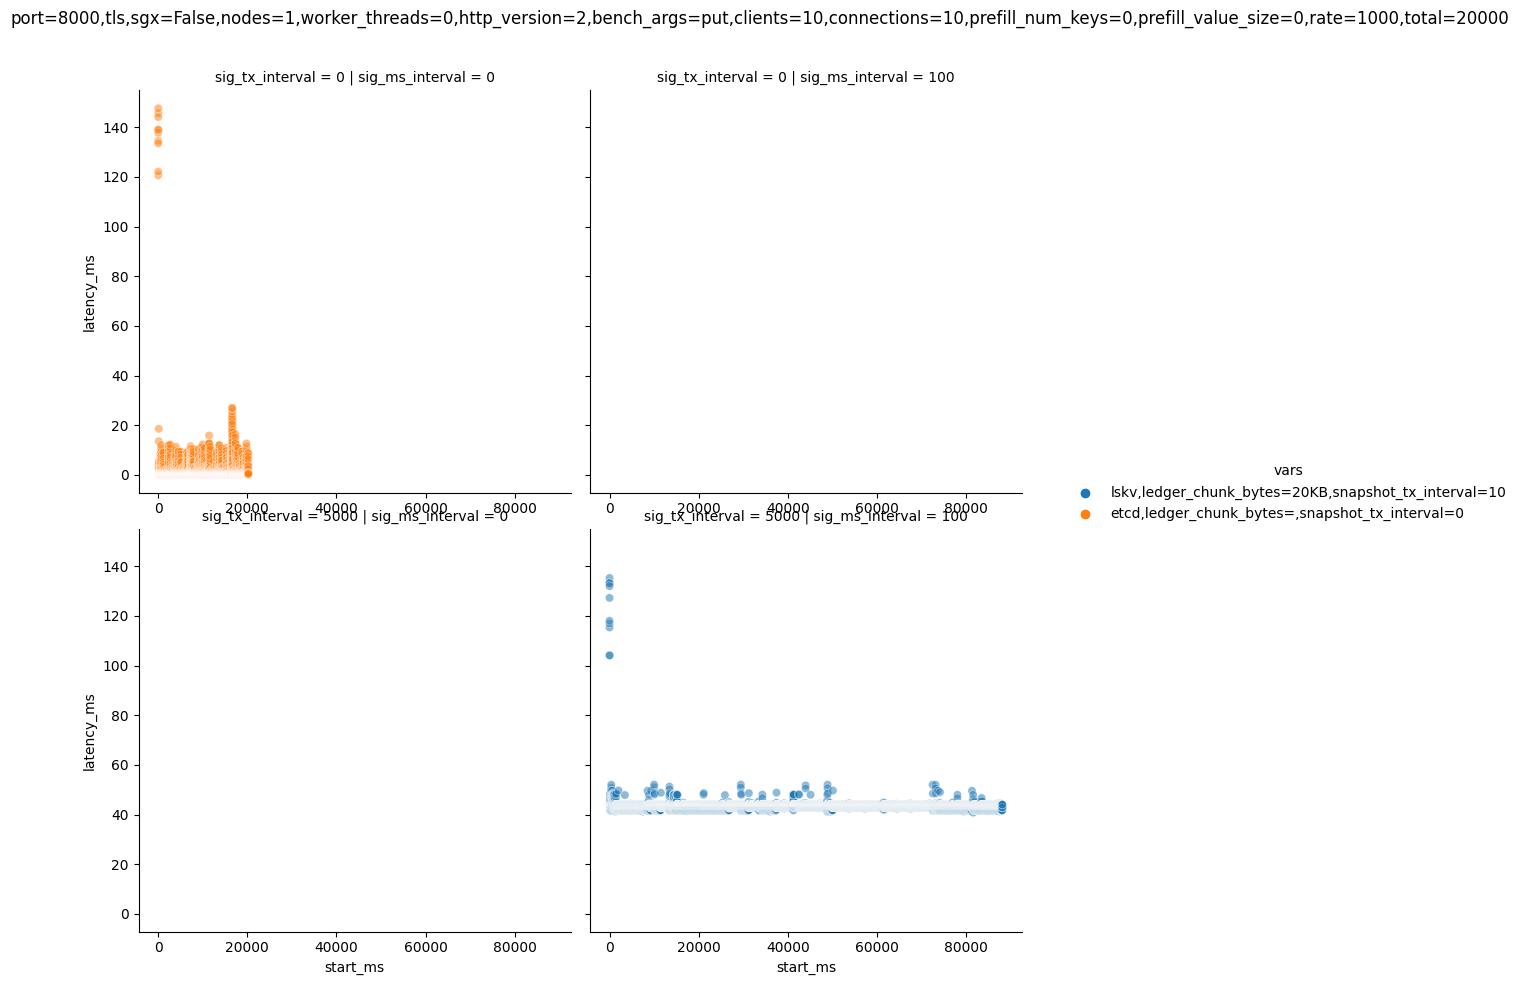 port=8000,tls,sgx=False,nodes=1,worker_threads=0,http_version=2,bench_args=put,clients=10,connections=10,prefill_num_keys=0,prefill_value_size=0,rate=1000,total=20000
sig_tx_interval = 0 | sig_ms_interval = 0
sig_tx_interval = 0 | sig_ms_interval = 100
140
120
100
80
60
40
20
0
latency_ms
0 20000 40000 60000 80000
0 20000 40000 60000 80000
vars
lskv,ledger_chunk_bytes=20KB,snapshot_tx_interval=10
etcd,ledger_chunk_bytes=,snapshot_tx_interval=0
sig_tx_interval = 5000 | sig_ms_interval = 0
sig_tx_interval = 5000 | sig_ms_interval = 100
140
120
100
80
60
40
20
0
latency_ms
0 20000 40000 60000 80000
0 20000 40000 60000 80000
start_ms
start_ms